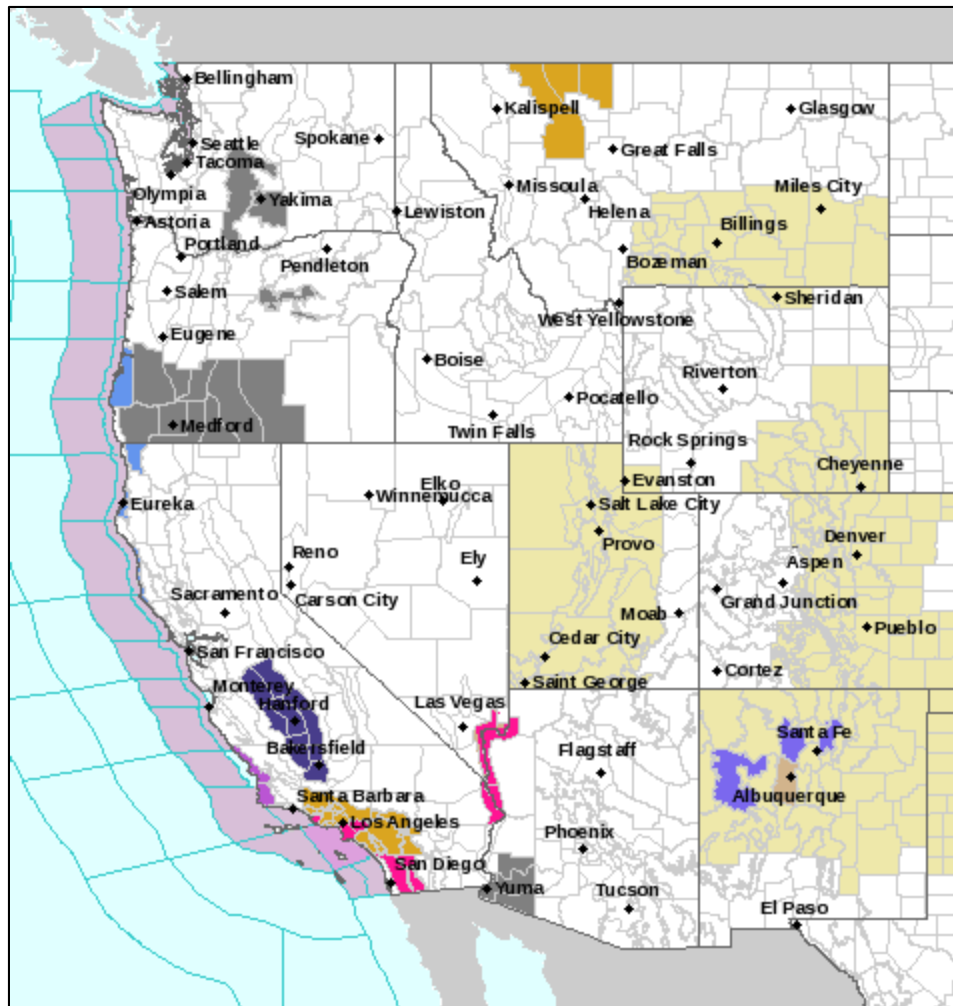 Bellingham
Kalispell
Glasgow
Seattle
Spokane
Great Falls
Tacoma
Missoula
Miles City
Olympia
Yakima
Helena
Lewiston
Astoria
Billings
Portland
Pendleton
Bozeman
Salem
Sheridan
West Yellowstone
Eugene
Boise
Riverton
Pocatello
Medford
Twin Falls
Rock Springs
Cheyenne
Elko
Evanston
Winnemucca
Eureka
Salt Lake City
Denver
Provo
Reno
Ely
Aspen
Sacramento
Carson City
Grand Junction
Moab
Pueblo
San Francisco
Cedar City
Cortez
Monterey
Saint George
Hanford
Las Vegas
Santa Fe
Bakersfield
Flagstaff
Santa Barbara
Albuquerque
Los Angeles
Phoenix
San Diego
Yuma
Tucson
El Paso